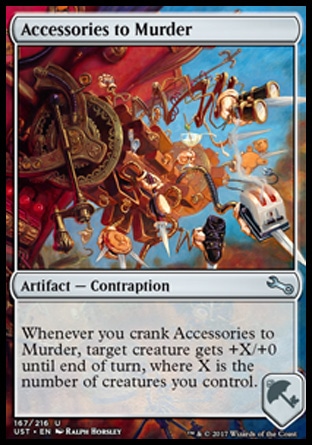 Accessories to Murder
Artifact — Contraption
Whenever you crank Accessories to
Murder, target creature gets +X/+0
until end of turn, where X is the
number of creatures you control.
167/216 U
UST • EN Ralph Horsley
™ & © 2017 Wizards of the Coast